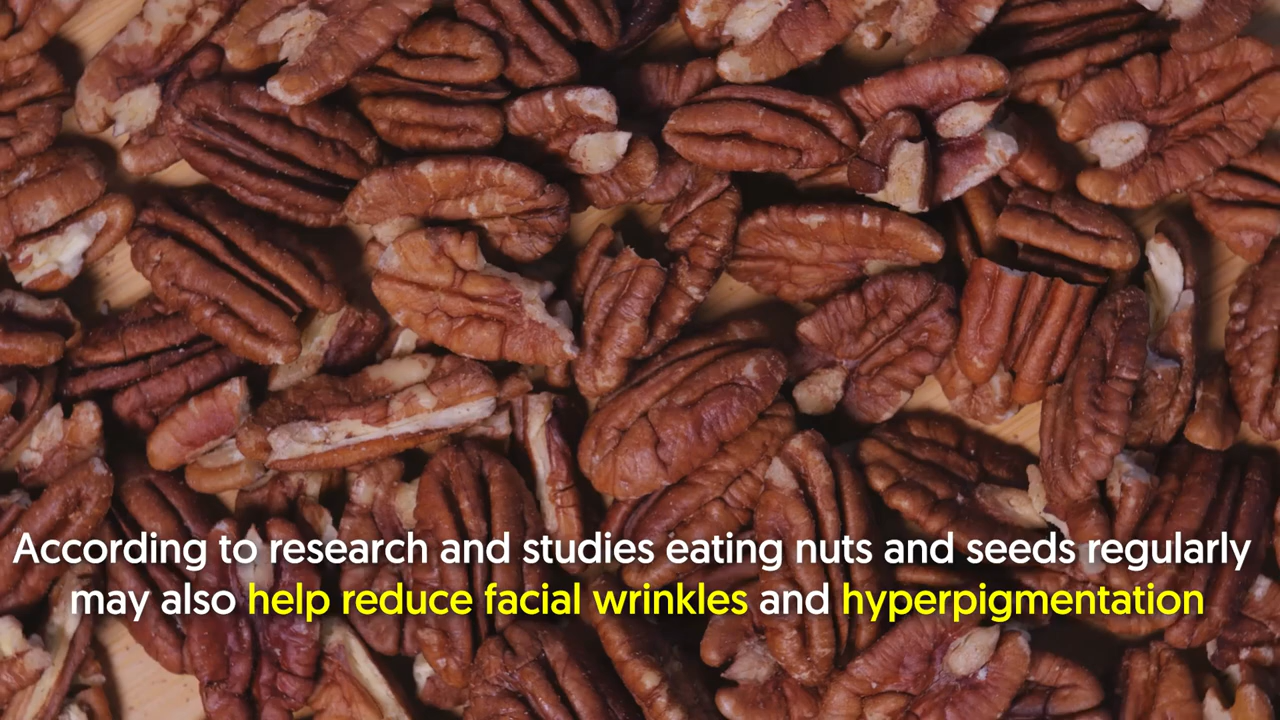 According to research and studies eating nuts and seeds regularly
may also help reduce facial wrinkles and hyperpigmentation